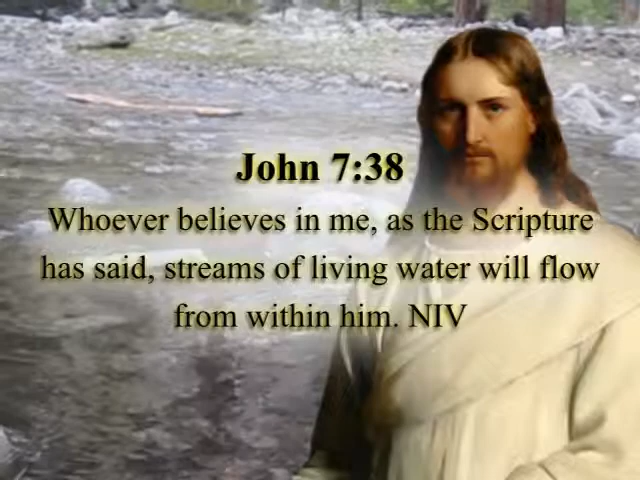 John 7:38
Whoever believes in me, as the Scripture
has said, streams of living water will flow
from within him. NIV